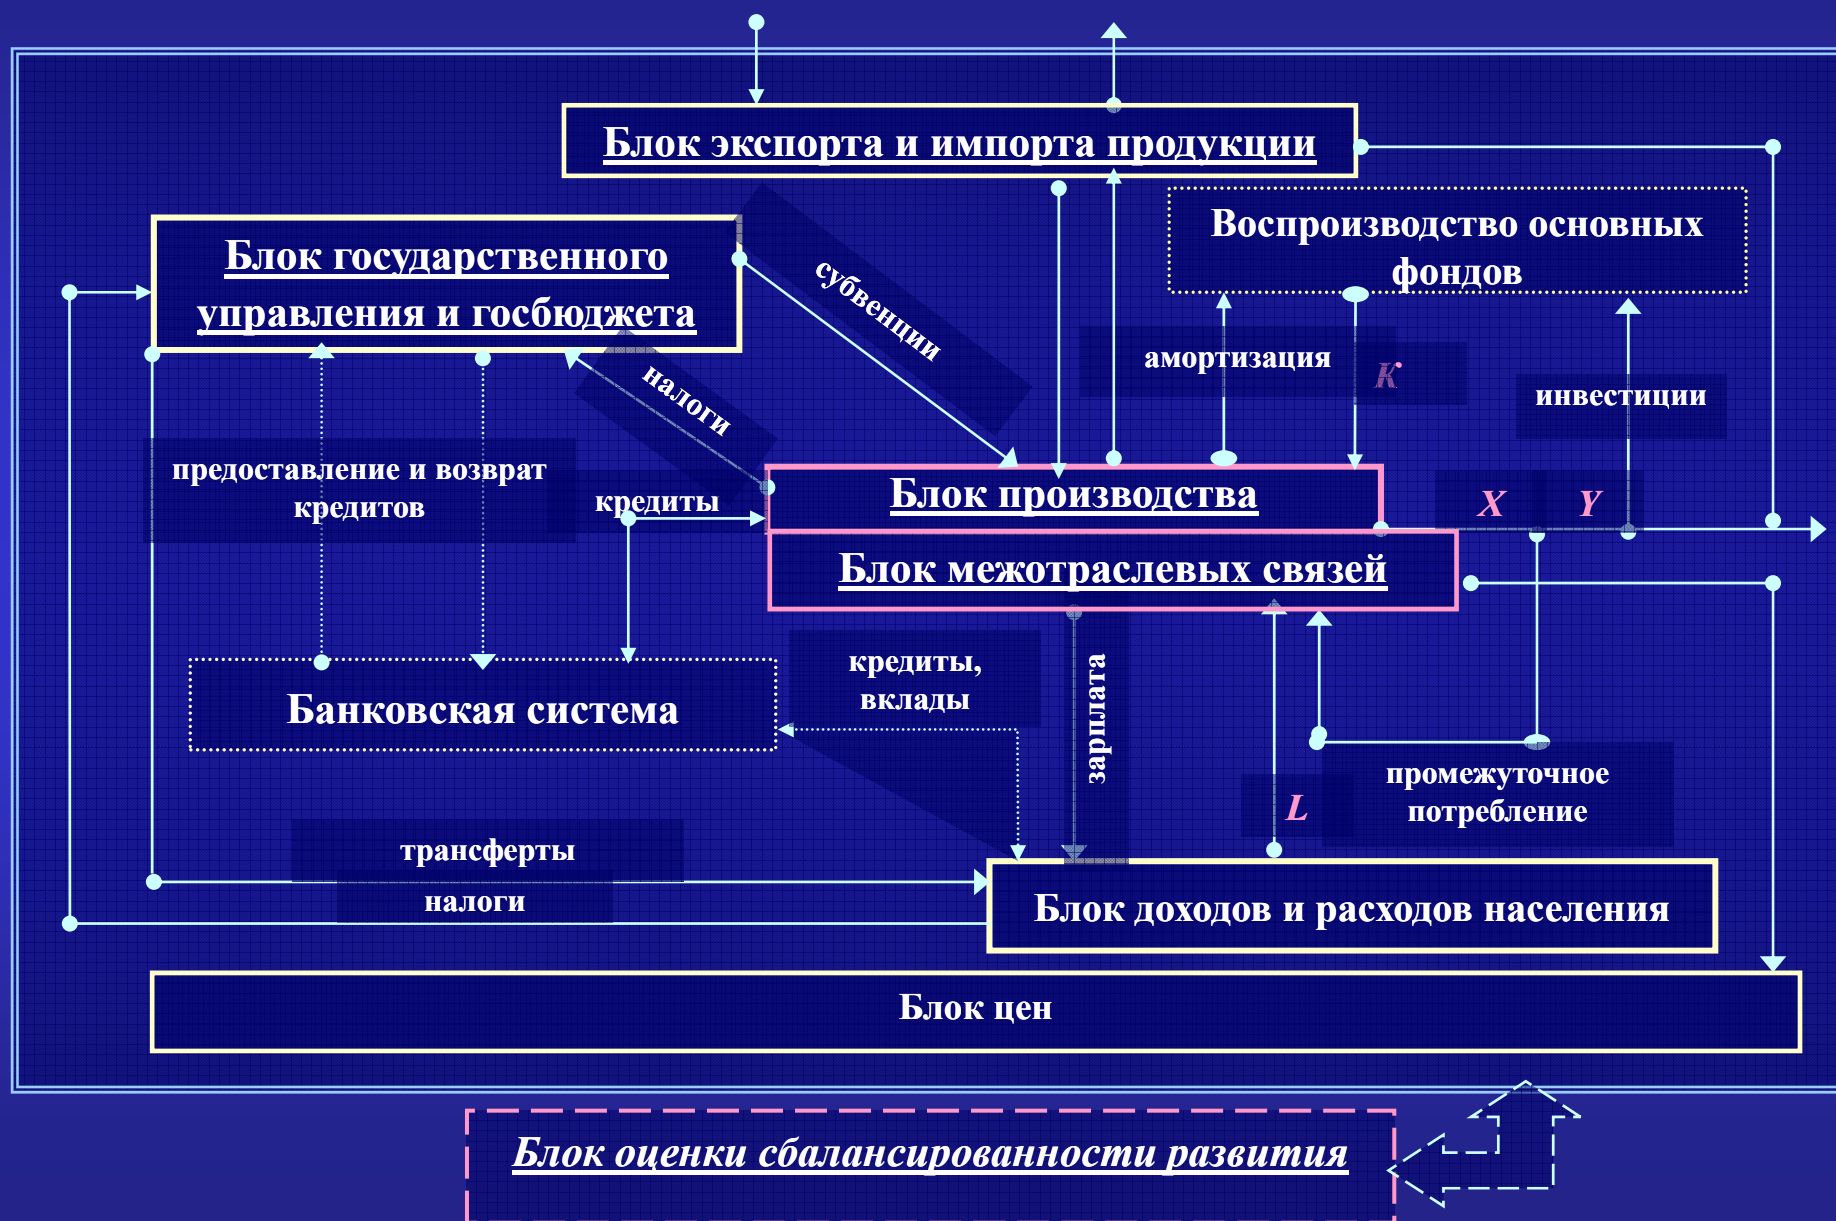 Блок экспорта и импорта продукции
Воспроизводство основных
фондов
Блок государственного
управления и госбюджета
субвенции
налоги
амортизация
K
инвестиции
предоставление и возврат
кредитов
кредиты
Блок производства
X
Y
Блок межотраслевых связей
Банковская система
кредиты,
вклады
зарплата
L
промежуточное
потребление
трансферты
налоги
Блок доходов и расходов населения
Блок цен
Блок оценки сбалансированности развития